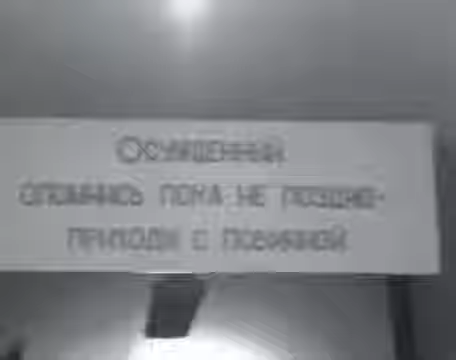 Осужденный
опомнись пока не поздно-
приходи с повинной